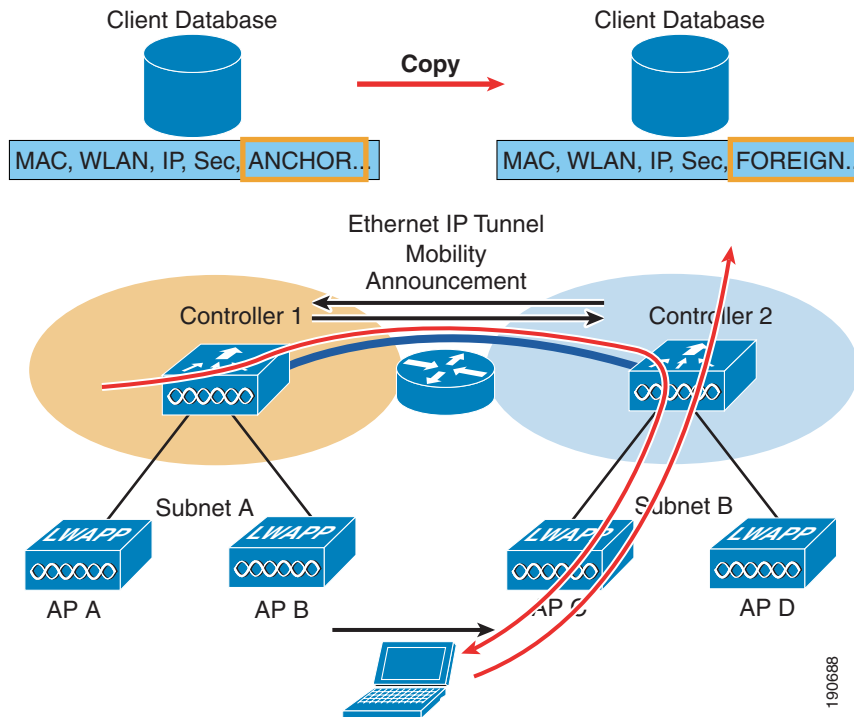 Client Database
Client Database
Copy
MAC, WLAN, IP, Sec, ANCHOR...
MAC, WLAN, IP, Sec, FOREIGN...
Ethernet IP Tunnel
Mobility
Announcement
Controller 1
Controller 2
Subnet A
Subnet B
LWAPP
LWAPP
LWAPP
LWAPP
AP A
AP B
AP C
AP D
190688